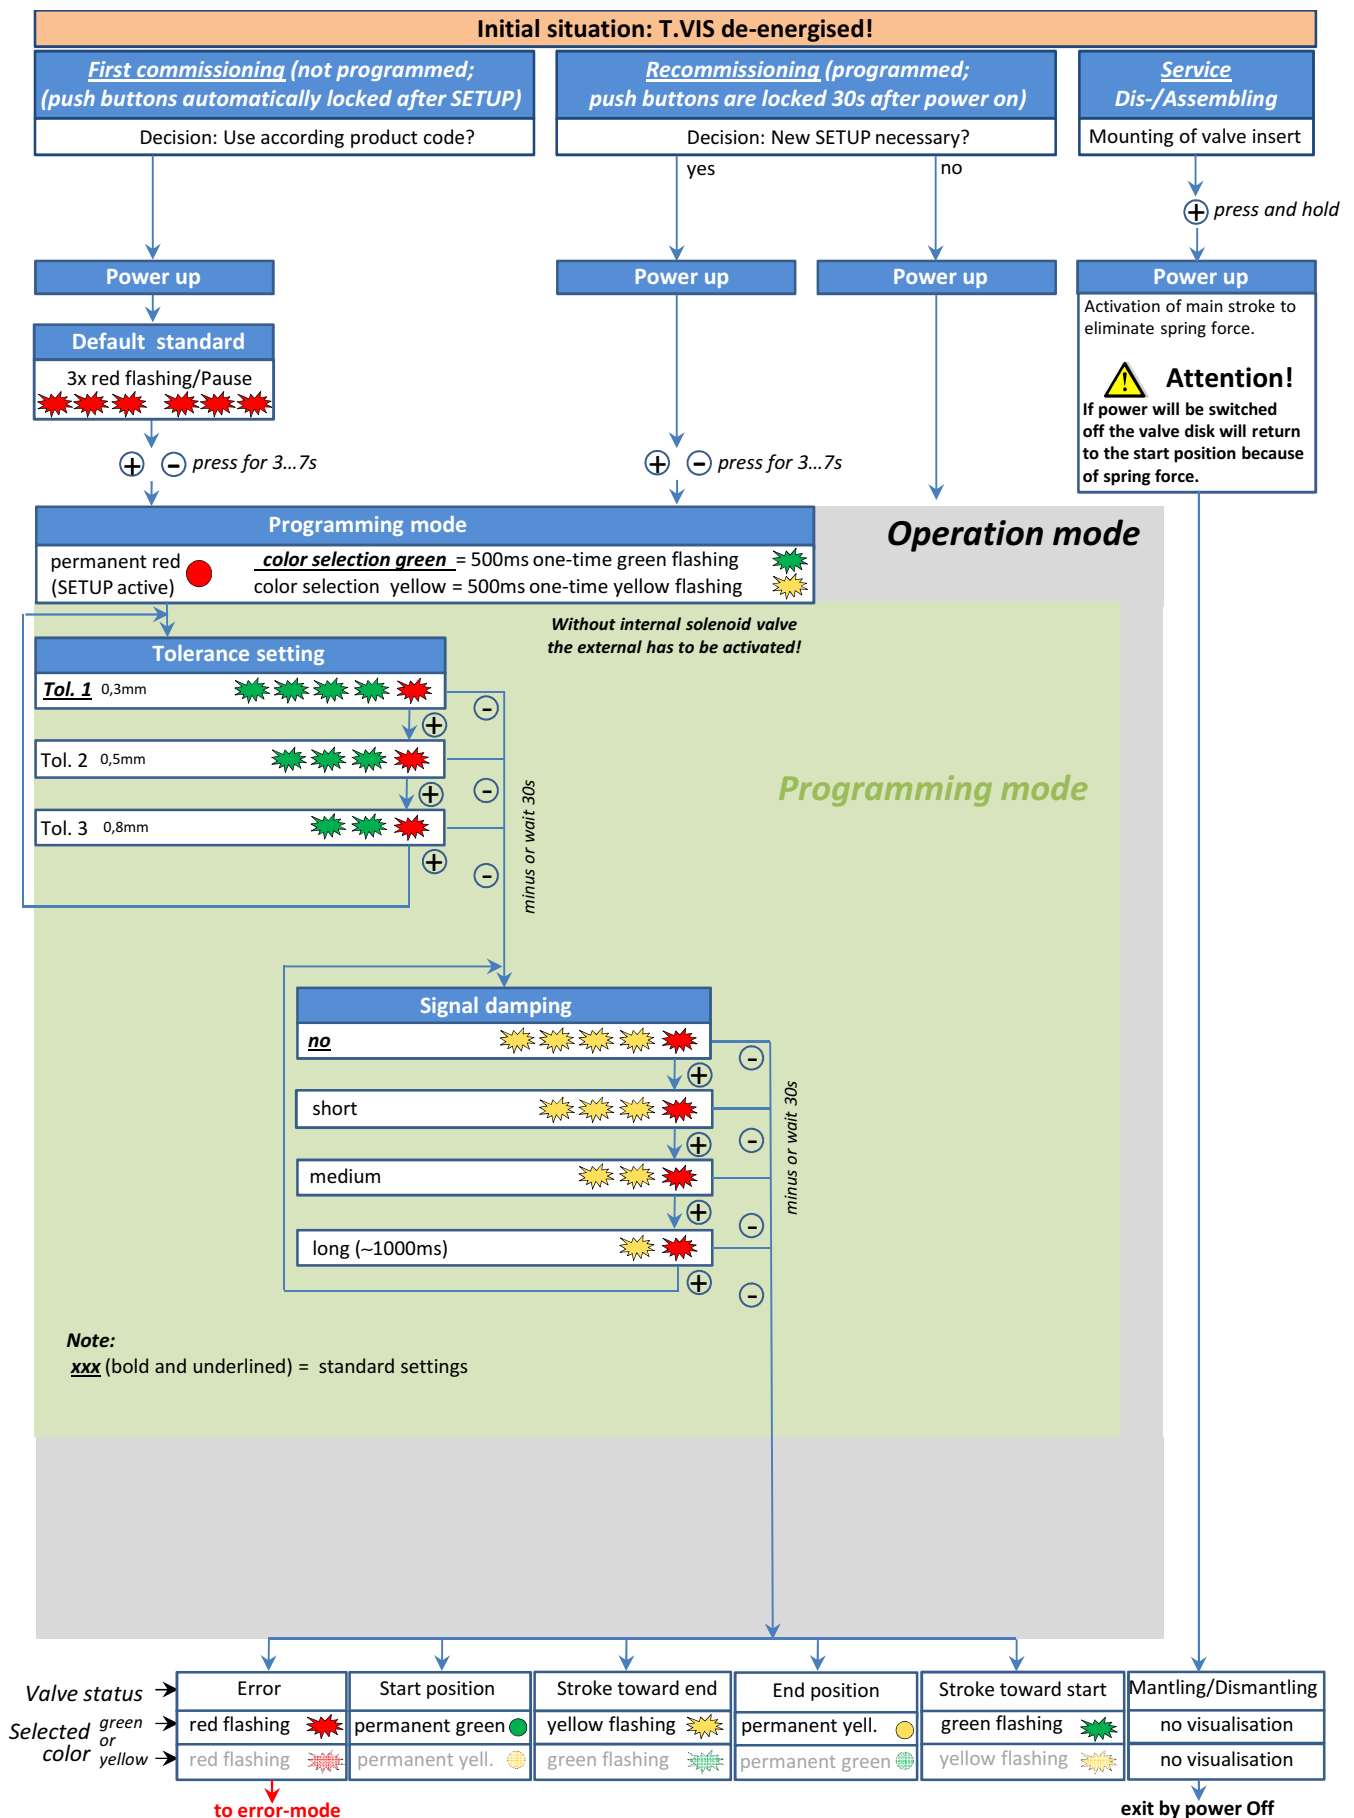 Initial situation: T.VIS de-energised!
First commissioning (not programmed;
(push buttons automatically locked after SETUP)
Decision: Use according product code?
Recommissioning (programmed;
push buttons are locked 30s after power on)
Decision: New SETUP necessary?
Service
Dis-/Assembling
Mounting of valve insert
yes
no
+ press and hold
Power up
Power up
Power up
Power up
Activation of main stroke to
eliminate spring force.
! Attention!
If power will be switched
off the valve disk will return
to the start position because
of spring force.
Default standard
3x red flashing/Pause
+ - press for 3...7s
+ - press for 3...7s
Programming mode
permanent red
(SETUP active)
color selection green = 500ms one-time green flashing
color selection yellow = 500ms one-time yellow flashing
Operation mode
Without internal solenoid valve
the external has to be activated!
Tolerance setting
Tol. 1 0,3mm
-
+
Tol. 2 0,5mm
-
+
Tol. 3 0,8mm
+
-
minus or wait 30s
Programming mode
Signal damping
no
-
+
short
-
+
medium
+
-
long (~1000ms)
+
-
minus or wait 30s
Note:
xxx (bold and underlined) = standard settings
Valve status
Error
Start position
Stroke toward end
End position
Stroke toward start
Mantling/Dismantling
Selected color
green
or
yellow
red flashing
permanent green
yellow flashing
permanent yell.
green flashing
no visualisation
red flashing
permanent yell.
green flashing
permanent green
yellow flashing
no visualisation
to error-mode
exit by power Off